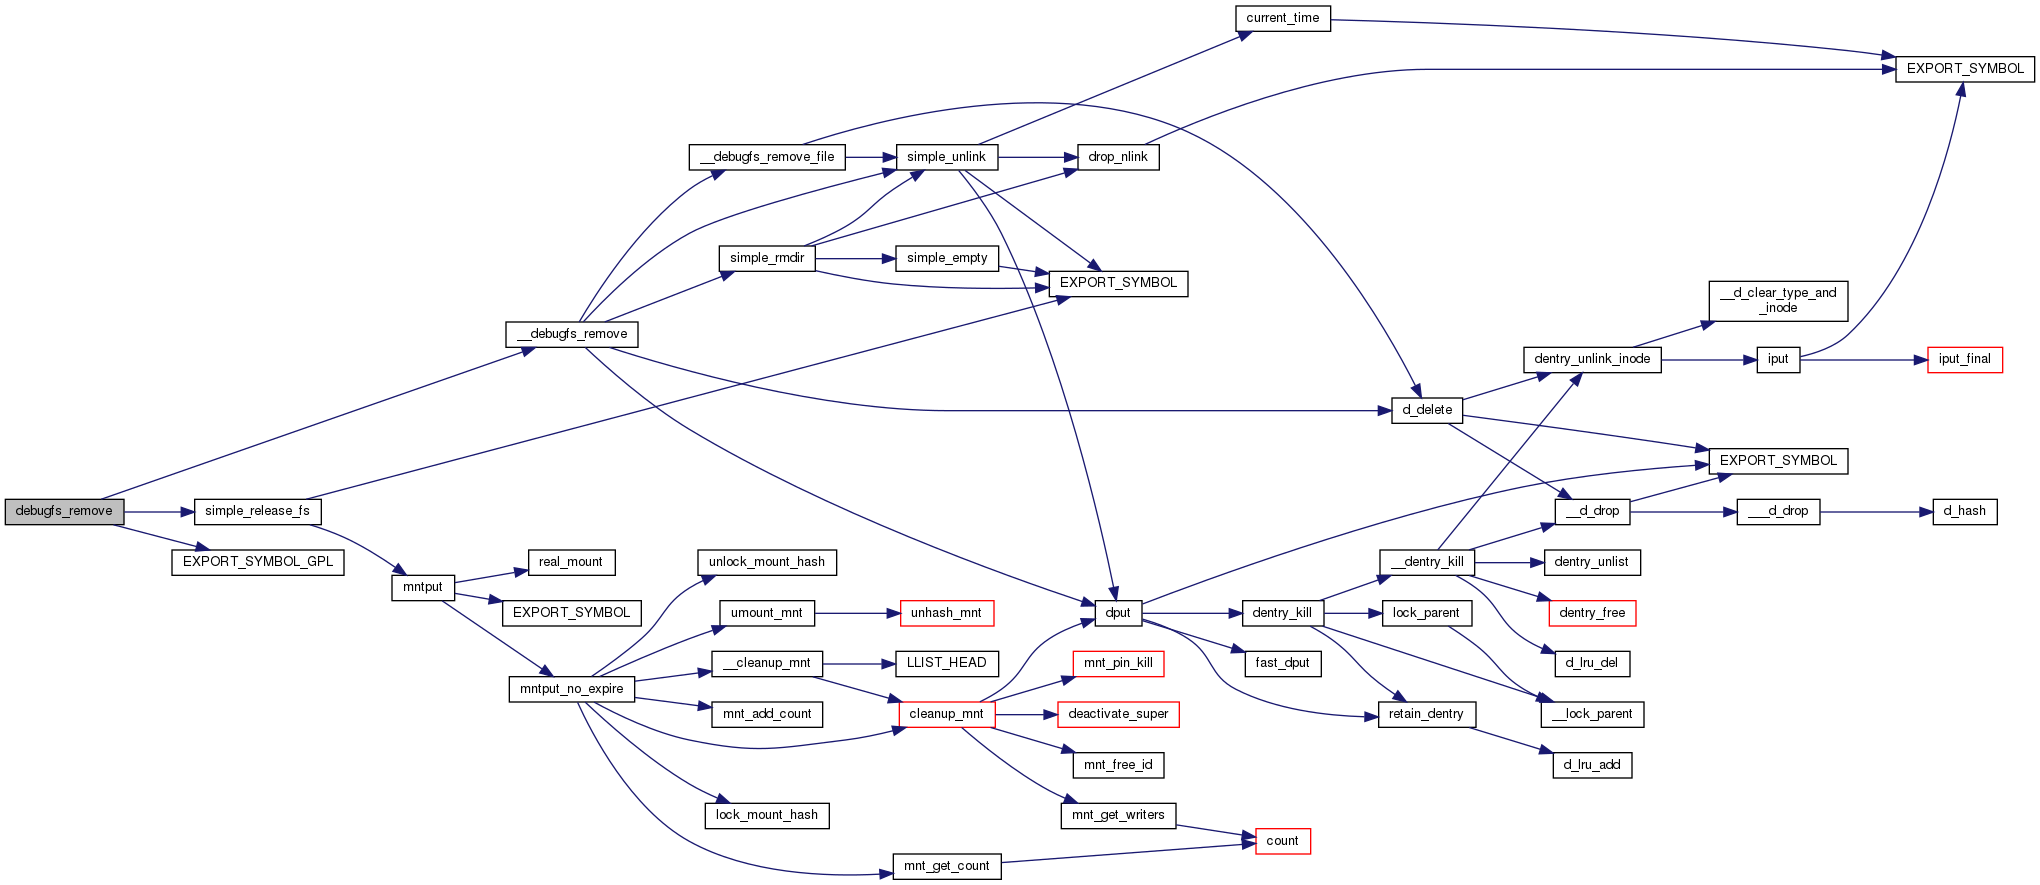 current_time
EXPORT_SYMBOL
__debugfs_remove_file
simple_unlink
drop_nlink
simple_rmdir
simple_empty
EXPORT_SYMBOL
__d_clear_type_and
_inode
__debugfs_remove
dentry_unlink_inode
iput
iput_final
d_delete
EXPORT_SYMBOL
debugfs_remove
simple_release_fs
__d_drop
___d_drop
d_hash
EXPORT_SYMBOL_GPL
real_mount
unlock_mount_hash
__dentry_kill
dentry_unlist
mntput
EXPORT_SYMBOL
umount_mnt
unhash_mnt
dput
dentry_kill
lock_parent
dentry_free
__cleanup_mnt
LLIST_HEAD
mnt_pin_kill
fast_dput
d_lru_del
mntput_no_expire
mnt_add_count
cleanup_mnt
deactivate_super
retain_dentry
__lock_parent
mnt_free_id
d_lru_add
lock_mount_hash
mnt_get_writers
count
mnt_get_count